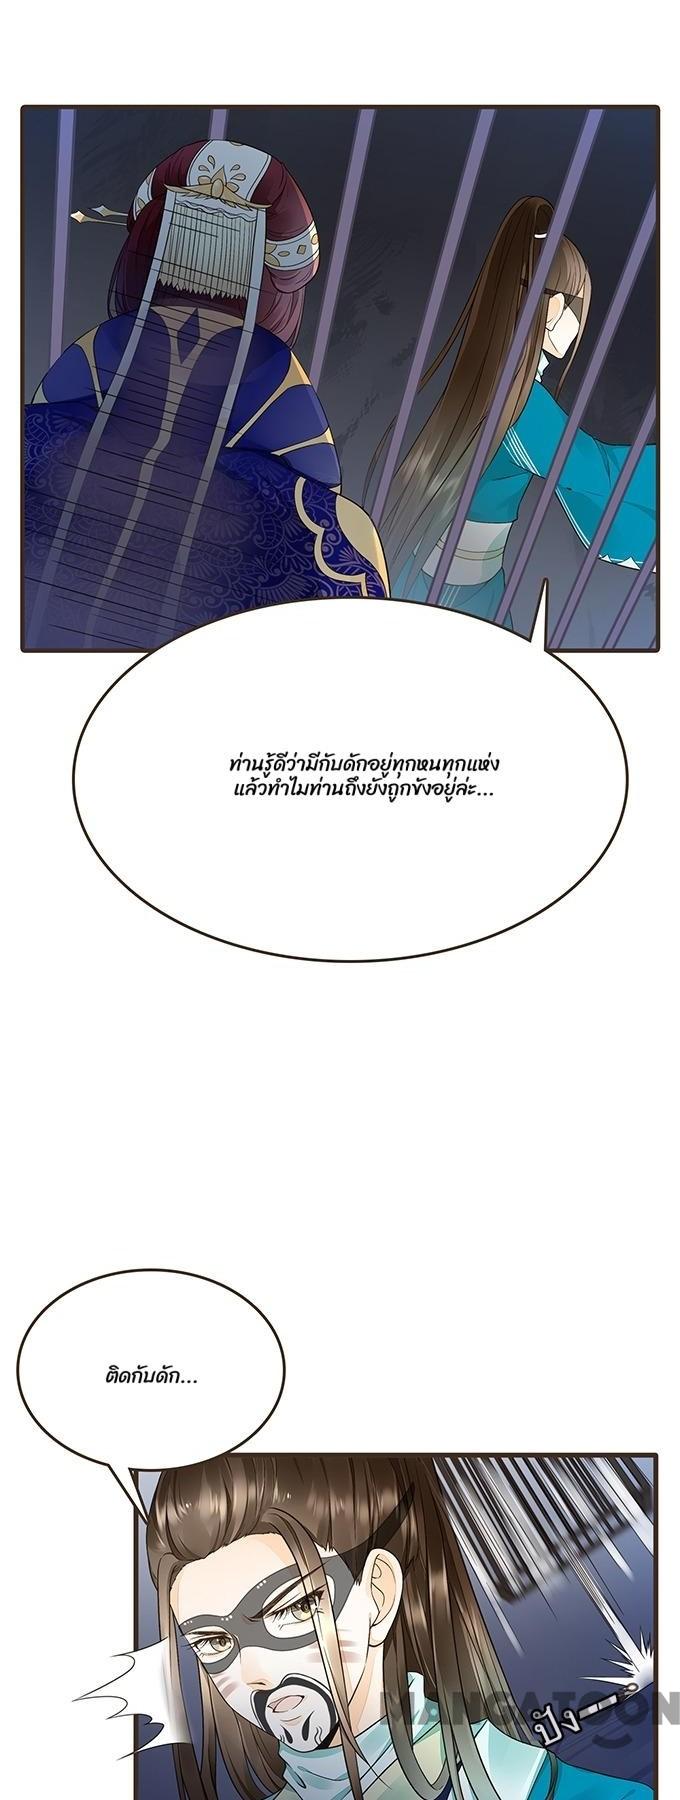 ท่านรู้ดีว่ามีกับดักอยู่ทุกหนทุกแห่ง
แล้วทำไมท่านถึงยังถูกขังอยู่ล่ะ...
ติดกับดัก...
ปัง---
MANGATOON